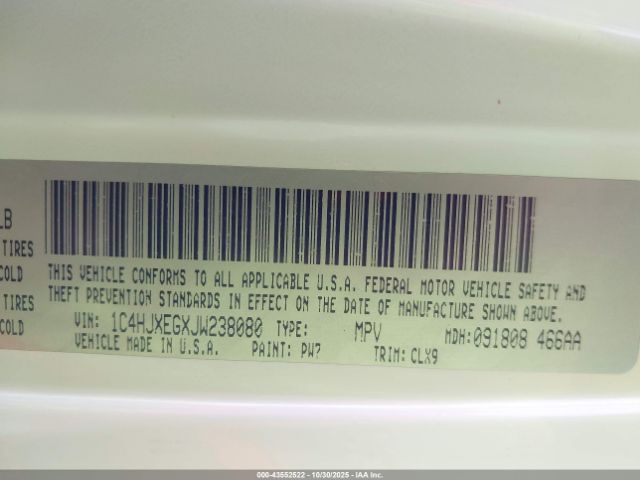 LB
TIRES
COLD
TIRES
COLD
THIS VEHICLE CONFORMS TO ALL APPLICABLE U.S.A. FEDERAL MOTOR VEHICLE SAFETY AND
THEFT PREVENTION STANDARDS IN EFFECT ON THE DATE OF MANUFACTURE SHOWN ABOVE.
VIN: 1C4HJXEGXJW238080 TYPE: MPV MDH:091808 466AA
VEHICLE MADE IN U.S.A. PAINT: PW7 TRIM: CLX9
000-43552522 - 10/30/2025 - IAA Inc.